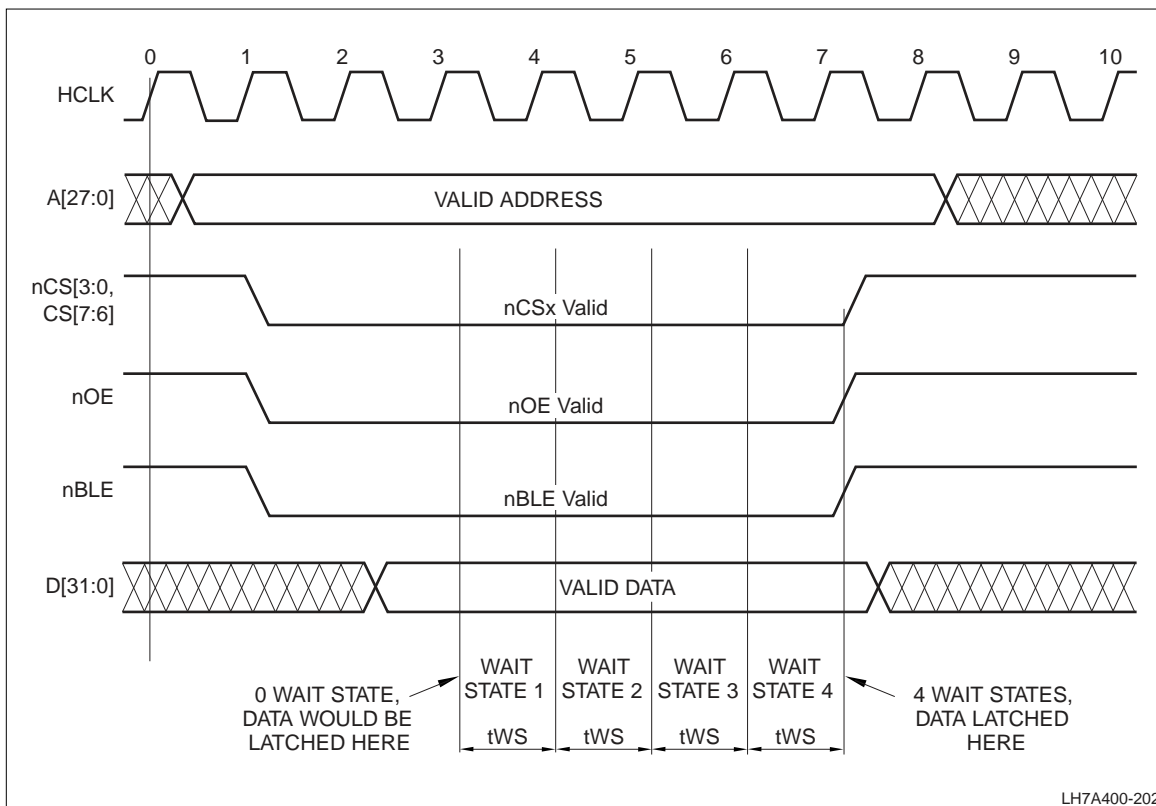 0 1 2 3 4 5 6 7 8 9 10
HCLK
A[27:0]
VALID ADDRESS
nCS[3:0,
CS[7:6]
nCSx Valid
nOE
nOE Valid
nBLE
nBLE Valid
D[31:0]
VALID DATA
0 WAIT STATE,
DATA WOULD BE
LATCHED HERE
WAIT
STATE 1
WAIT
STATE 2
WAIT
STATE 3
WAIT
STATE 4
tWS
tWS
tWS
tWS
4 WAIT STATES,
DATA LATCHED
HERE
LH7A400-202